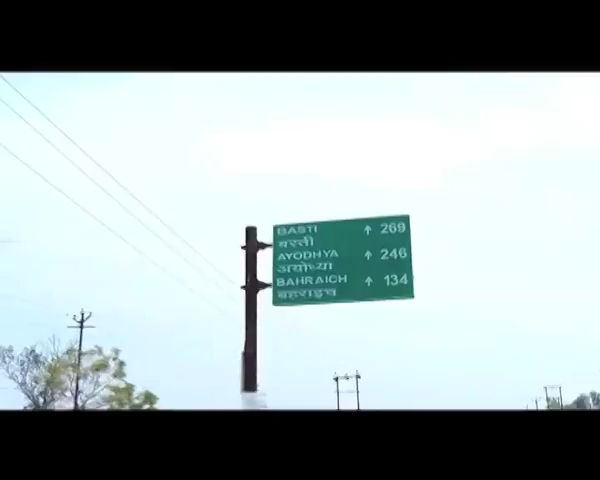 BASTI ↑ 269
बस्ती
AYODHYA ↑ 246
अयोध्या
BAHRAICH ↑ 134
बहराइच